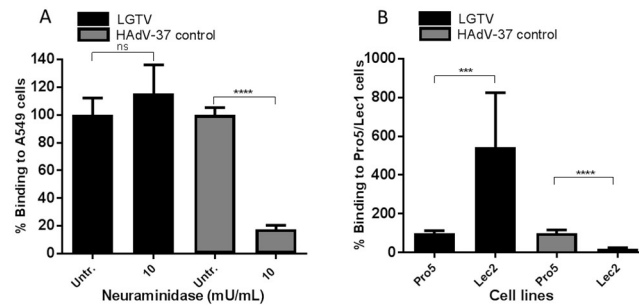 A
LGTV
HAdV-37 control
ns
****
% Binding to A549 cells
140
120
100
80
60
40
20
0
Untr.
10
Untr.
10
Neuraminidase (mU/mL)
B
LGTV
HAdV-37 control
***
****
% Binding to Pro5/Lec1 cells
1000
800
600
400
200
0
Pro5
Lec2
Pro5
Lec2
Cell lines